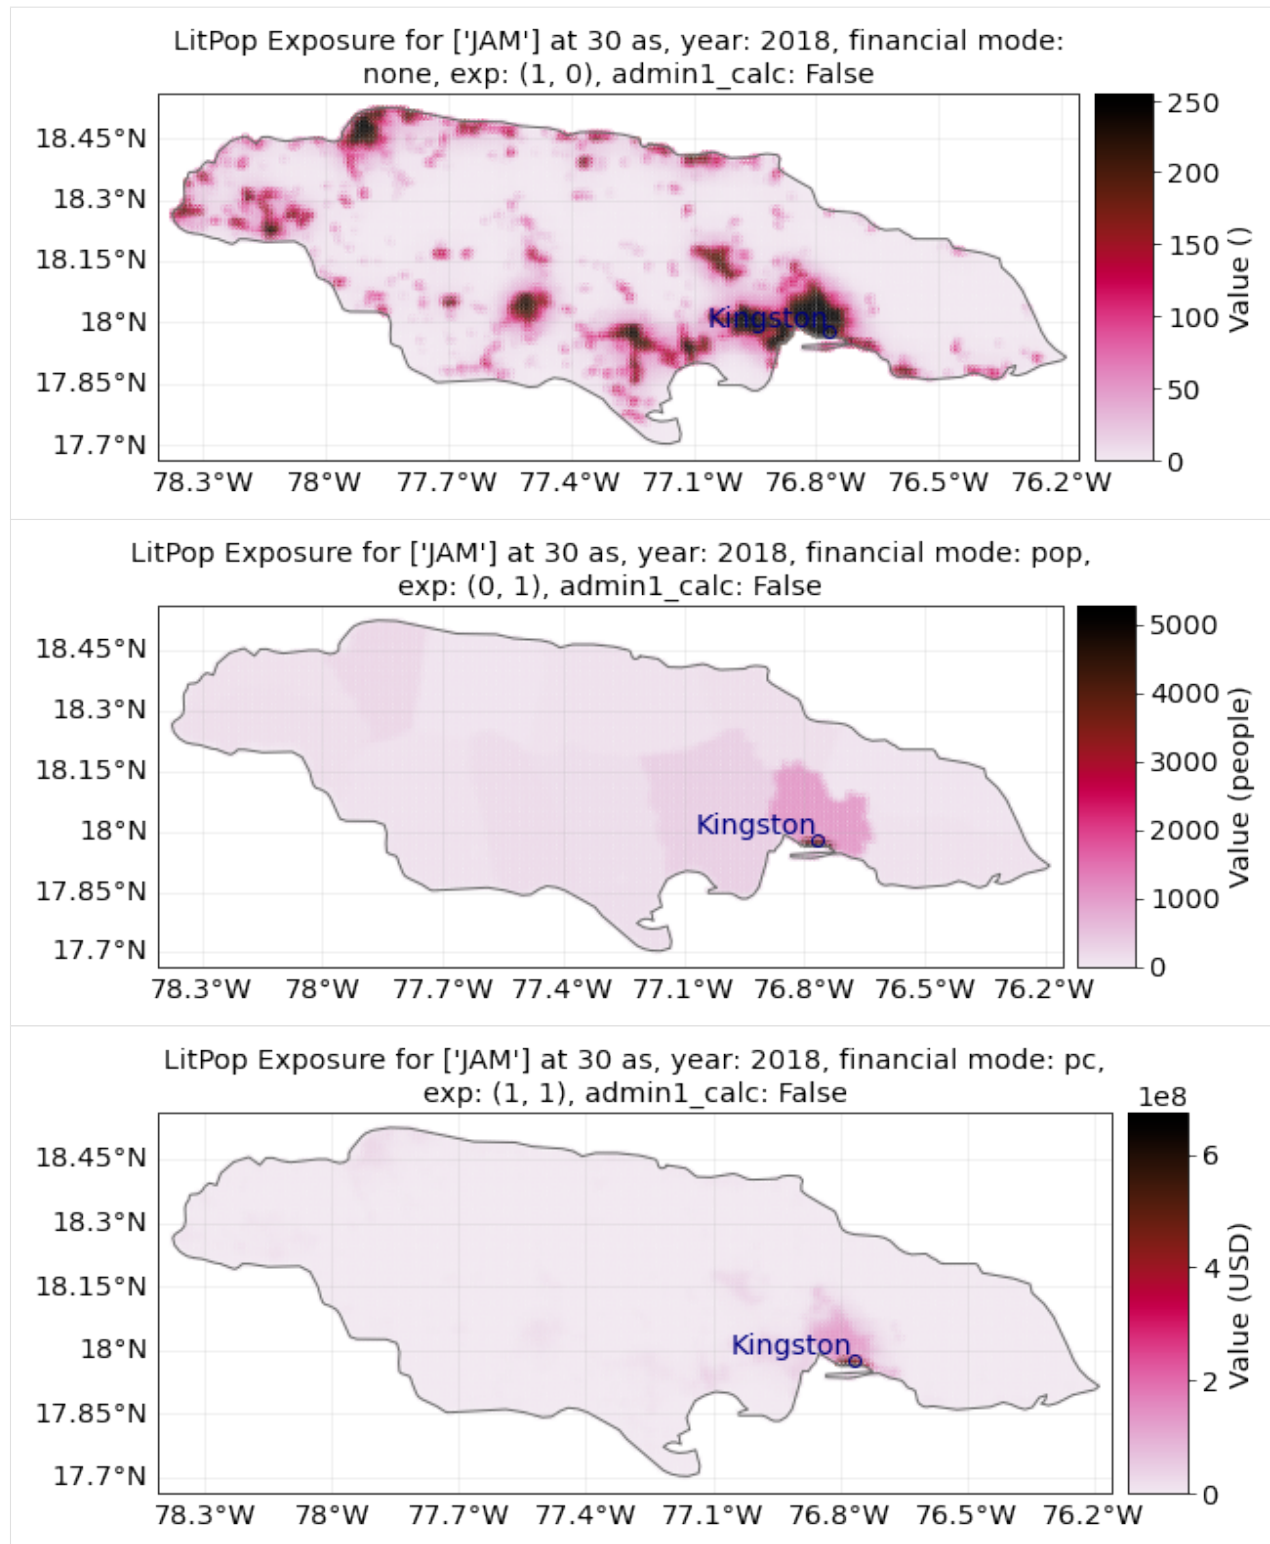 LitPop Exposure for ['JAM'] at 30 as, year: 2018, financial mode:
none, exp: (1, 0), admin1_calc: False
18.45°N
18.3°N
18.15°N
18°N
17.85°N
17.7°N
Kingston
78.3°W 78°W 77.7°W 77.4°W 77.1°W 76.8°W 76.5°W 76.2°W
250
200
150
100
50
0
Value ()
LitPop Exposure for ['JAM'] at 30 as, year: 2018, financial mode: pop,
exp: (0, 1), admin1_calc: False
18.45°N
18.3°N
18.15°N
18°N
17.85°N
17.7°N
Kingston
78.3°W 78°W 77.7°W 77.4°W 77.1°W 76.8°W 76.5°W 76.2°W
5000
4000
3000
2000
1000
0
Value (people)
LitPop Exposure for ['JAM'] at 30 as, year: 2018, financial mode: pc,
exp: (1, 1), admin1_calc: False
18.45°N
18.3°N
18.15°N
18°N
17.85°N
17.7°N
Kingston
78.3°W 78°W 77.7°W 77.4°W 77.1°W 76.8°W 76.5°W 76.2°W
1e8
6
4
2
0
Value (USD)